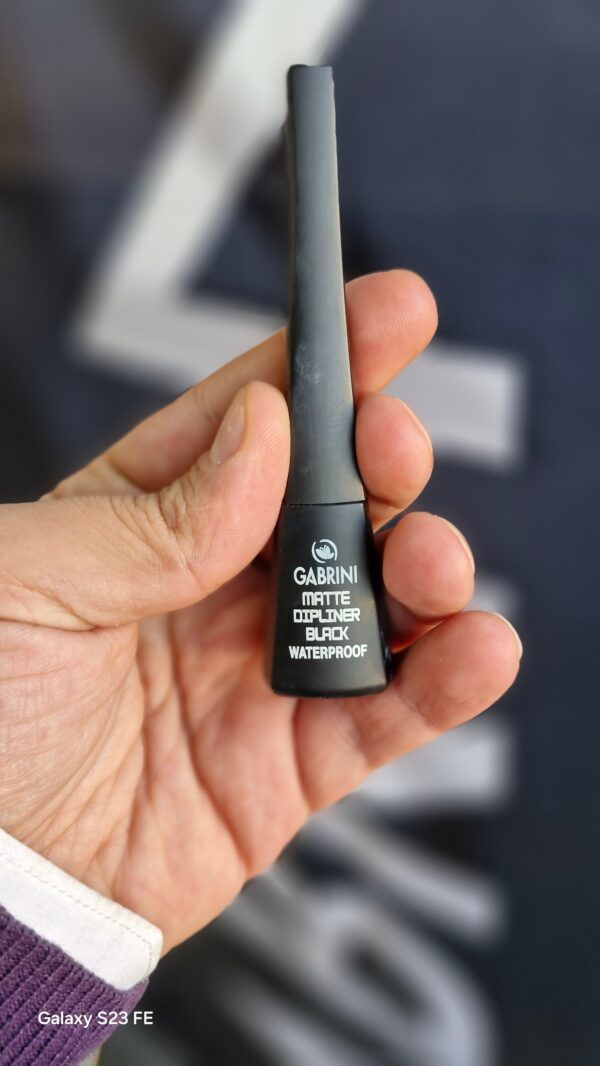 GABRINI
MATTE
DIPLINER
BLACK
WATERPROOF
Galaxy S23 FE